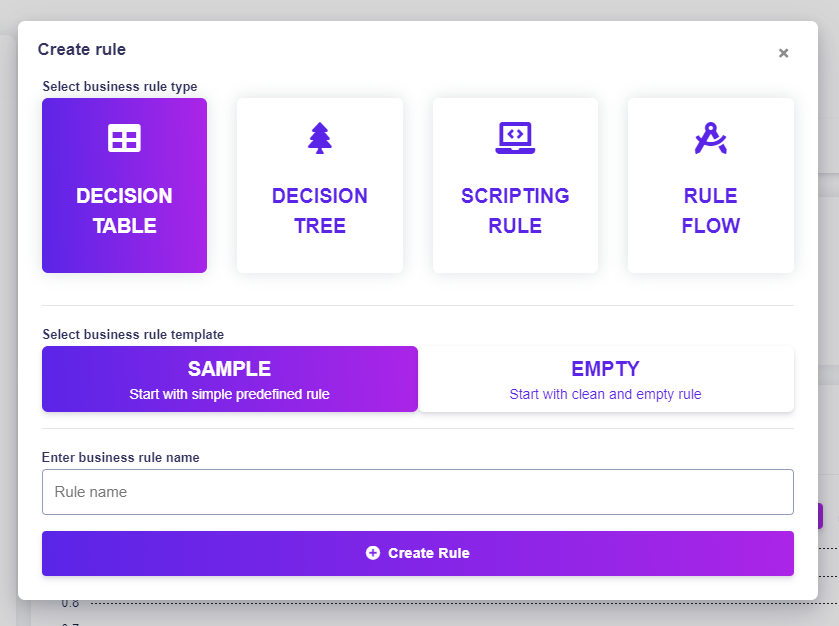 Create rule
×
Select business rule type
DECISION
TABLE
DECISION
TREE
SCRIPTING
RULE
RULE
FLOW
Select business rule template
SAMPLE
Start with simple predefined rule
EMPTY
Start with clean and empty rule
Enter business rule name
Rule name
Create Rule
0.8